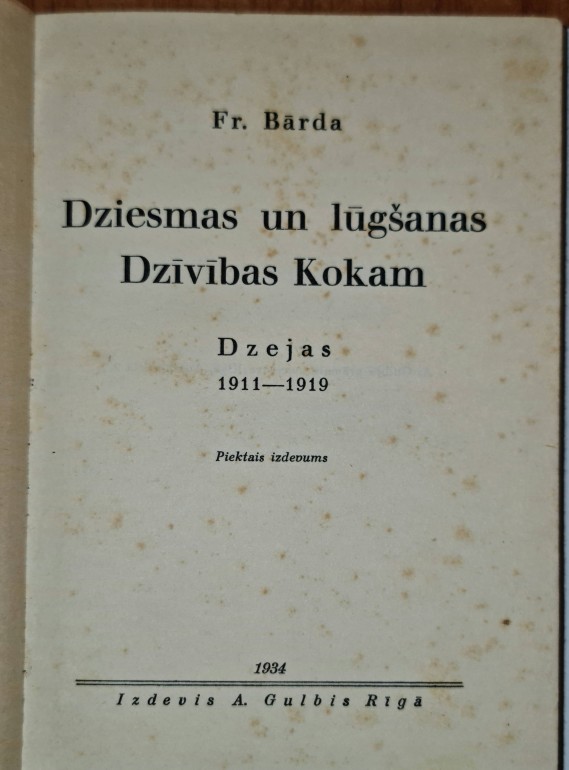 Fr. Bārda
Dziesmas un lūgšanas
Dzīvības Kokam
Dzejas
1911—1919
Piektais izdevums
1934
Izdevis A. Gulbis Rīgā